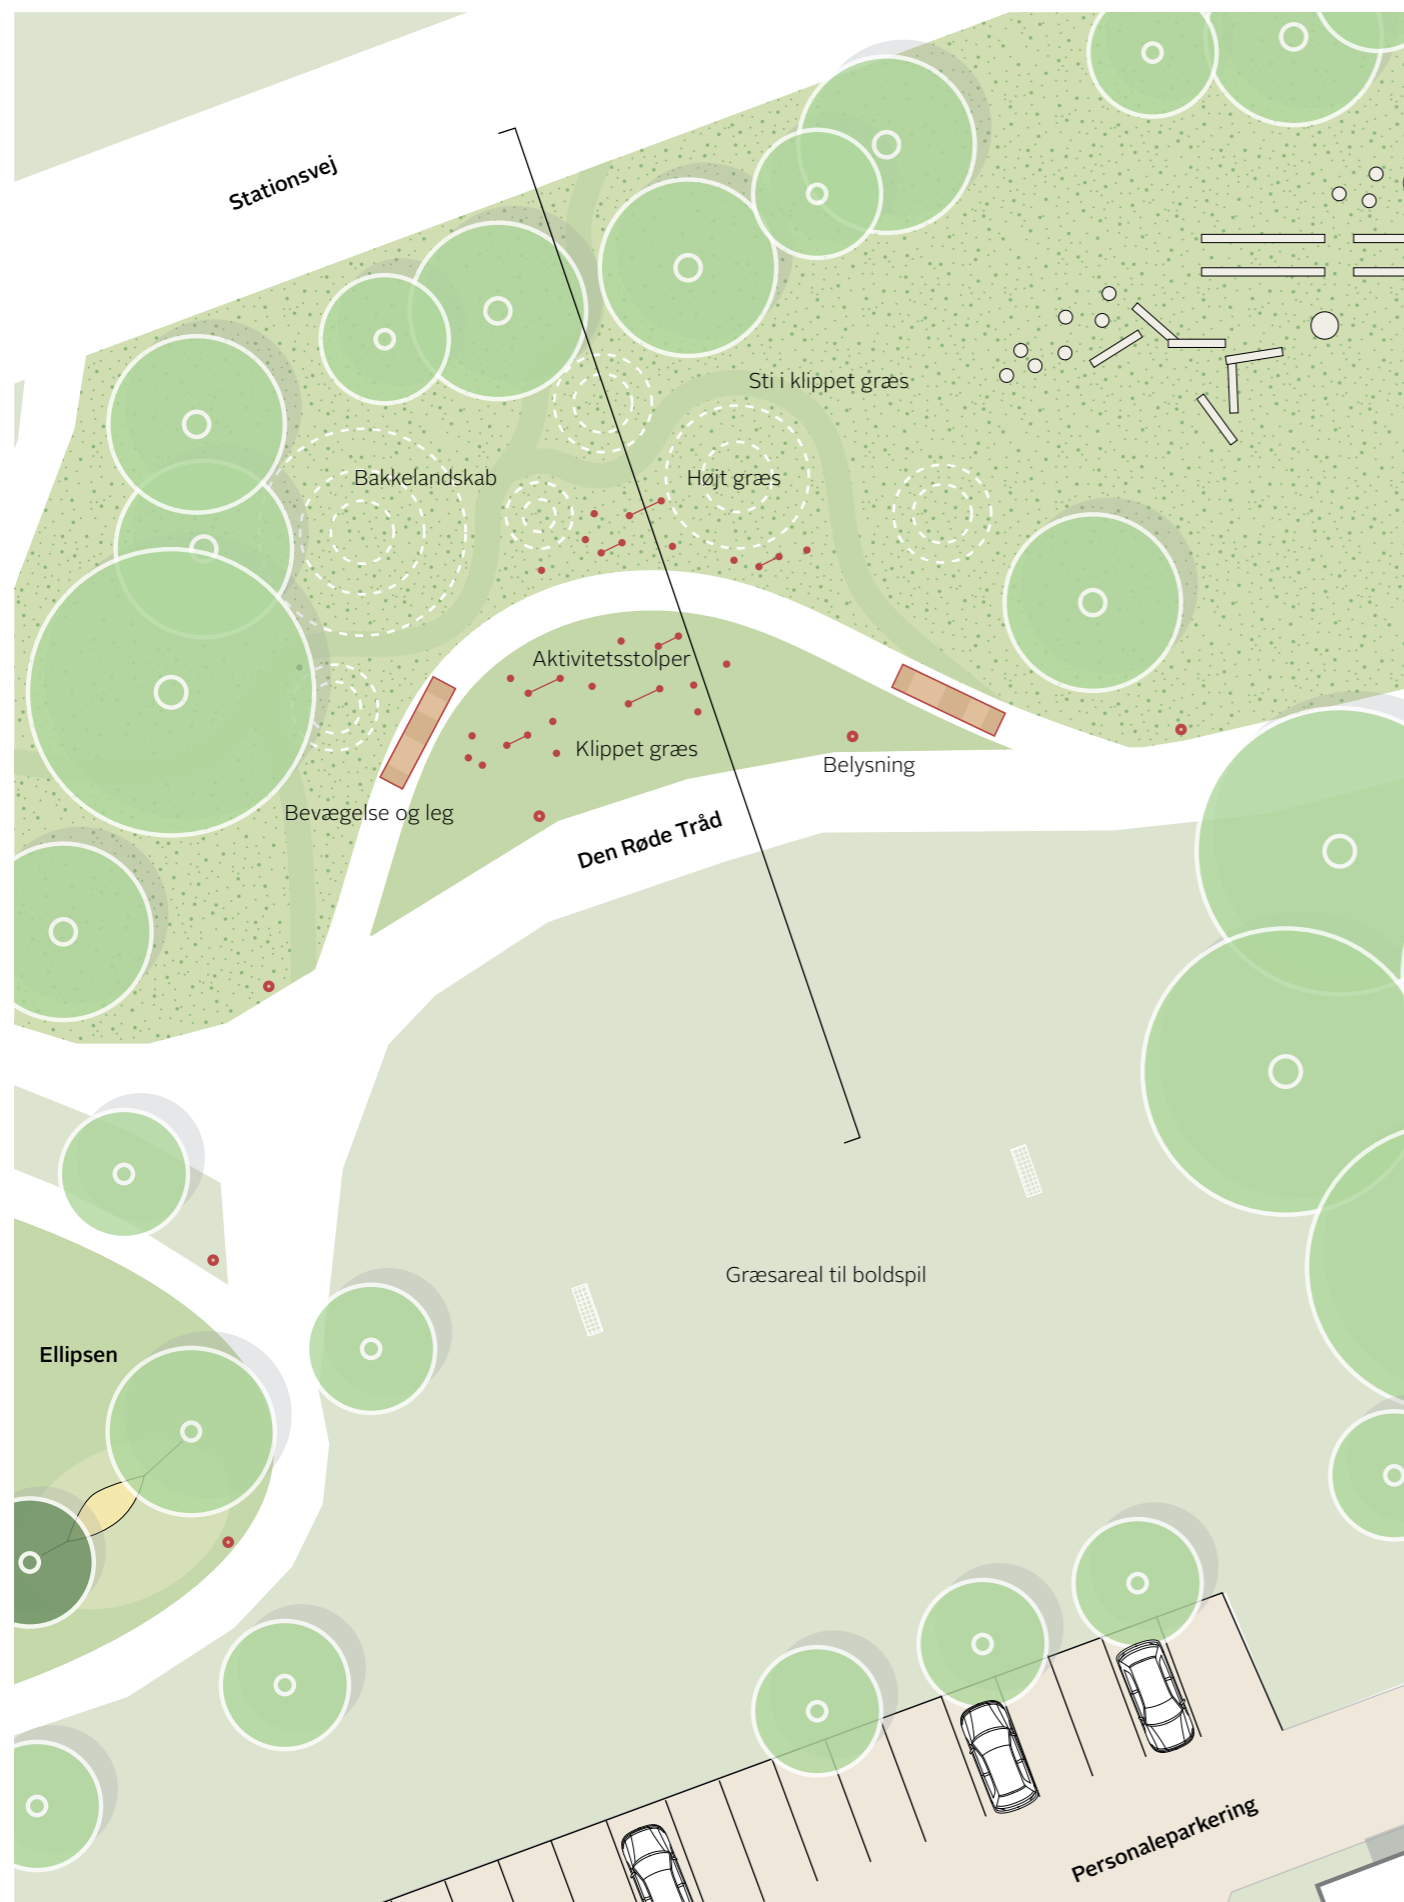 Stationsvej
Sti i klippet græs
Bakkelandskab
Højt græs
Aktivitetsstolper
Klippet græs
Belysning
Bevægelse og leg
Den Røde Tråd
Græsareal til boldspil
Ellipsen
Personaleparkering